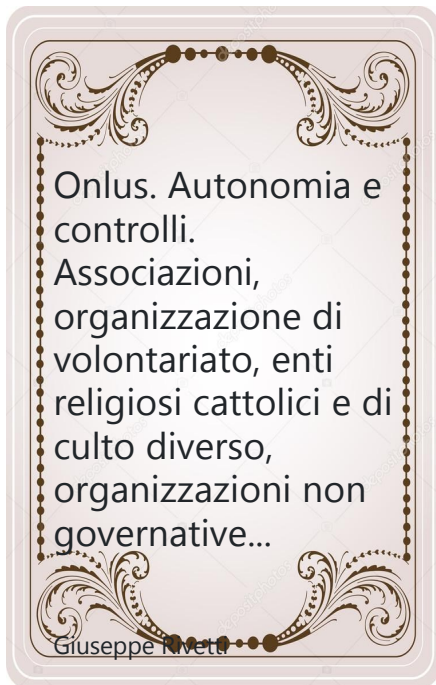 Onlus. Autonomia e
controlli.
Associazioni,
organizzazione di
volontariato, enti
religiosi cattolici e di
culto diverso,
organizzazioni non
governative...
Giuseppe Rivetti